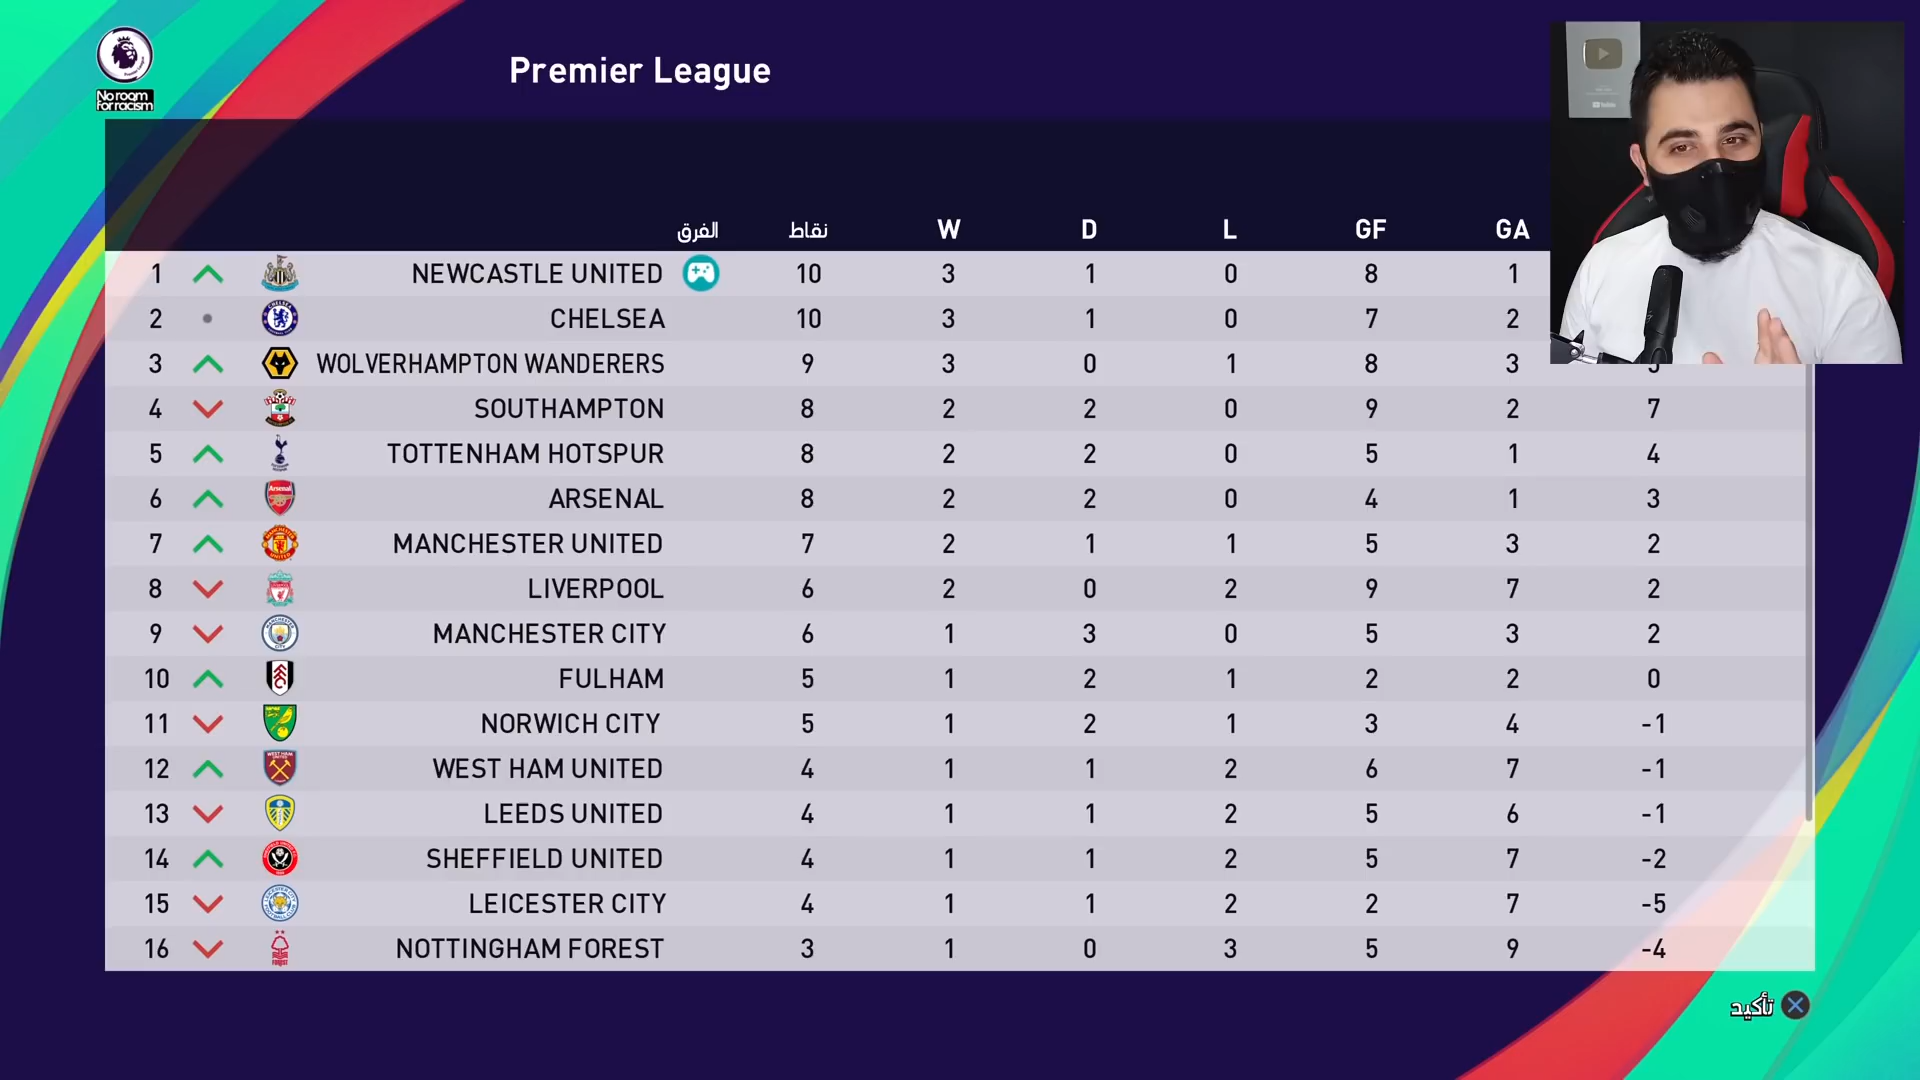 Premier League
No room
For racism
الفرق نقاط W D L GF GA
1 NEWCASTLE UNITED 10 3 1 0 8 1
2 CHELSEA 10 3 1 0 7 2
3 WOLVERHAMPTON WANDERERS 9 3 0 1 8 3 5
4 SOUTHAMPTON 8 2 2 0 9 2 7
5 TOTTENHAM HOTSPUR 8 2 2 0 5 1 4
6 ARSENAL 8 2 2 0 4 1 3
7 MANCHESTER UNITED 7 2 1 1 5 3 2
8 LIVERPOOL 6 2 0 2 9 7 2
9 MANCHESTER CITY 6 1 3 0 5 3 2
10 FULHAM 5 1 2 1 2 2 0
11 NORWICH CITY 5 1 2 1 3 4 -1
12 WEST HAM UNITED 4 1 1 2 6 7 -1
13 LEEDS UNITED 4 1 1 2 5 6 -1
14 SHEFFIELD UNITED 4 1 1 2 5 7 -2
15 LEICESTER CITY 4 1 1 2 2 7 -5
16 NOTTINGHAM FOREST 3 1 0 3 5 9 -4
تأكيد